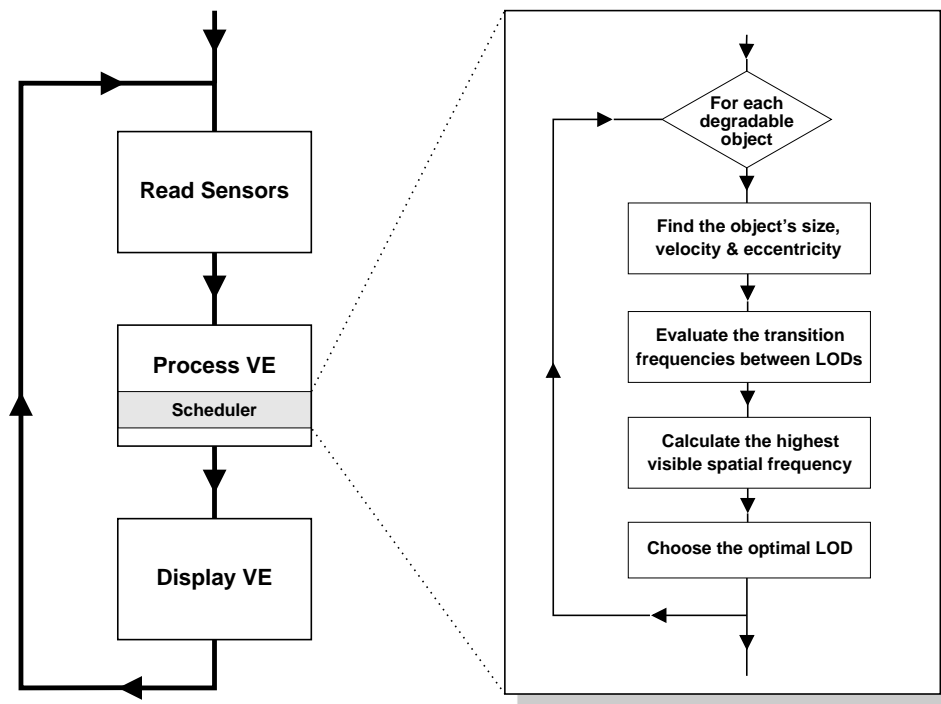 Read Sensors
Process VE
Scheduler
Display VE
For each
degradable
object
Find the object's size,
velocity & eccentricity
Evaluate the transition
frequencies between LODs
Calculate the highest
visible spatial frequency
Choose the optimal LOD